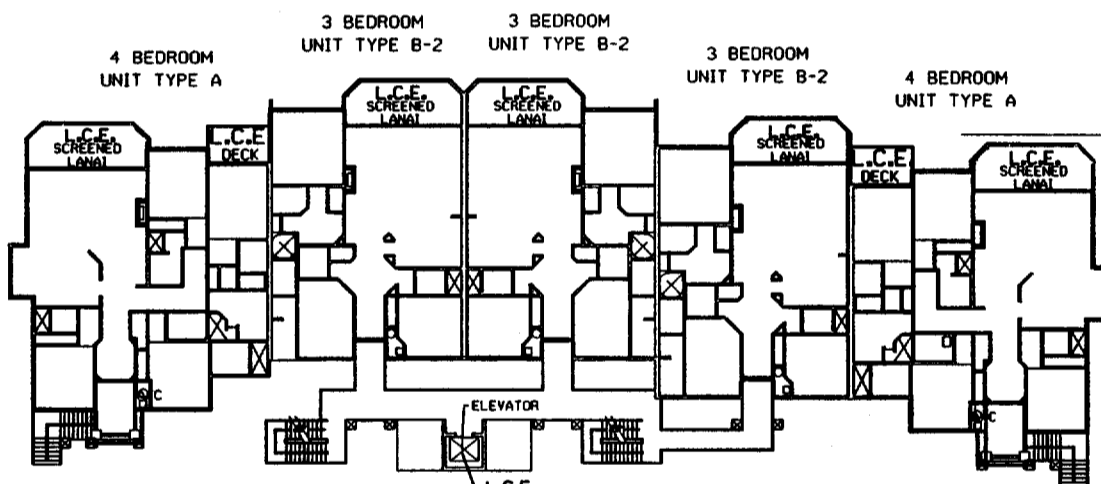 3 BEDROOM
UNIT TYPE B-2
3 BEDROOM
UNIT TYPE B-2
4 BEDROOM
UNIT TYPE A
3 BEDROOM
UNIT TYPE B-2
4 BEDROOM
UNIT TYPE A
L.C.E.
SCREENED
LANAI
L.C.E.
SCREENED
LANAI
L.C.E.
SCREENED
LANAI
L.C.E
DECK
L.C.E.
SCREENED
LANAI
L.C.E
DECK
L.C.E.
SCREENED
LANAI
C
C
ELEVATOR
L.C.E.